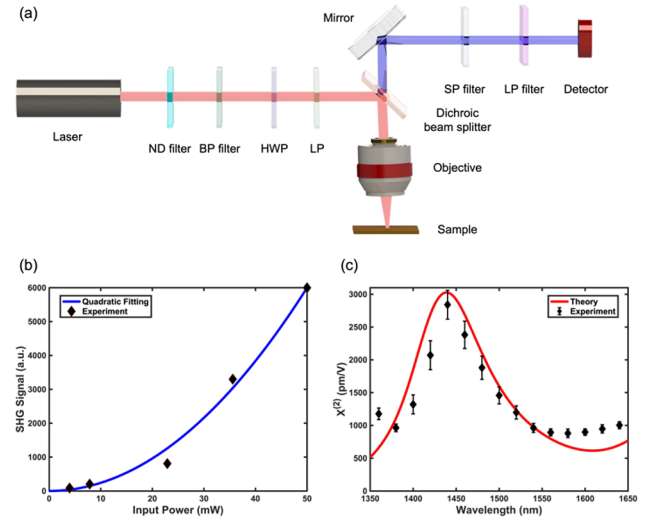 (a)
Mirror
SP filter
LP filter
Detector
Dichroic
beam splitter
Laser
ND filter
BP filter
HWP
LP
Objective
Sample
(b)
6000
5000
4000
3000
2000
1000
0
SHG Signal (a.u.)
Quadratic Fitting
Experiment
0 10 20 30 40 50
Input Power (mW)
(c)
3000
2500
2000
1500
1000
500
0
χ(2) (pm/V)
Theory
Experiment
1350 1400 1450 1500 1550 1600 1650
Wavelength (nm)